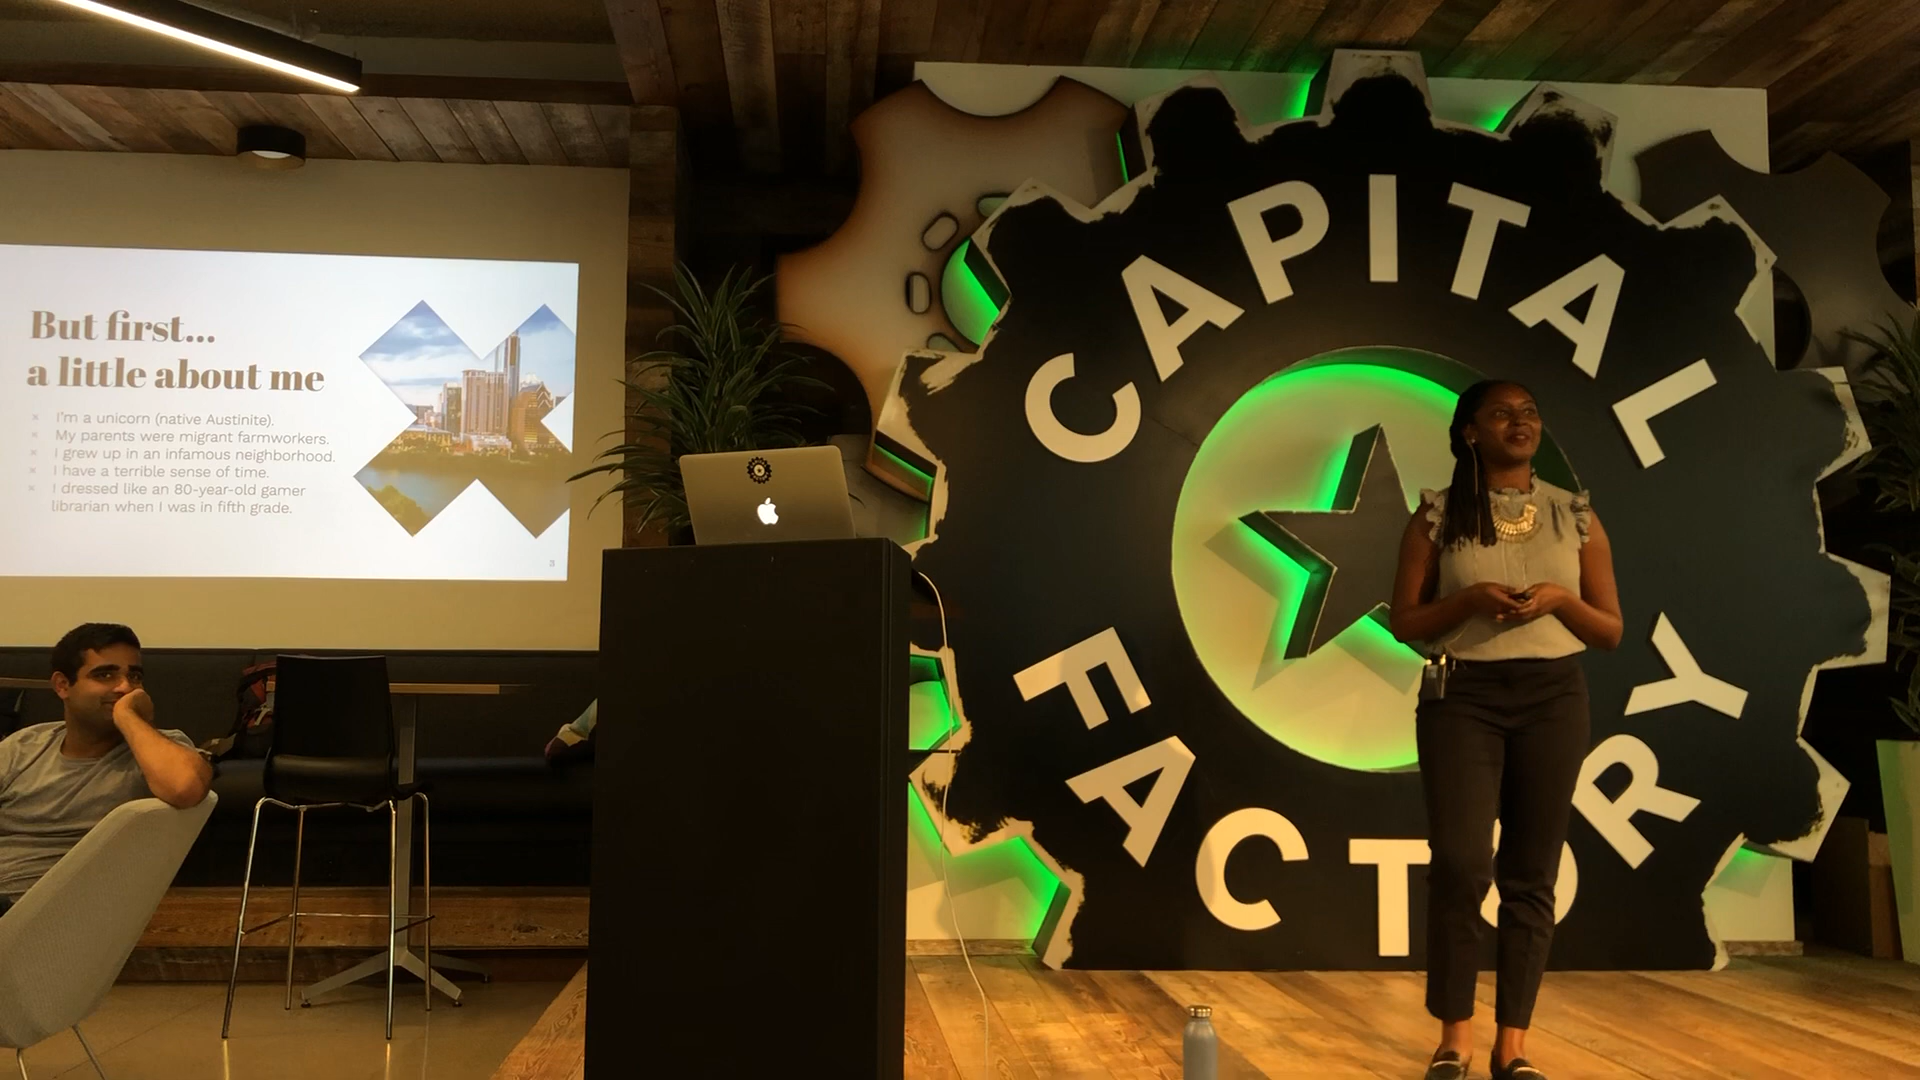 But first...
a little about me
× I'm a unicorn (native Austinite).
× My parents were migrant farmworkers.
× I grew up in an infamous neighborhood.
× I have a terrible sense of time.
× I dressed like an 80-year-old gamer
librarian when I was in fifth grade.
3
CAPITAL
FACTORY